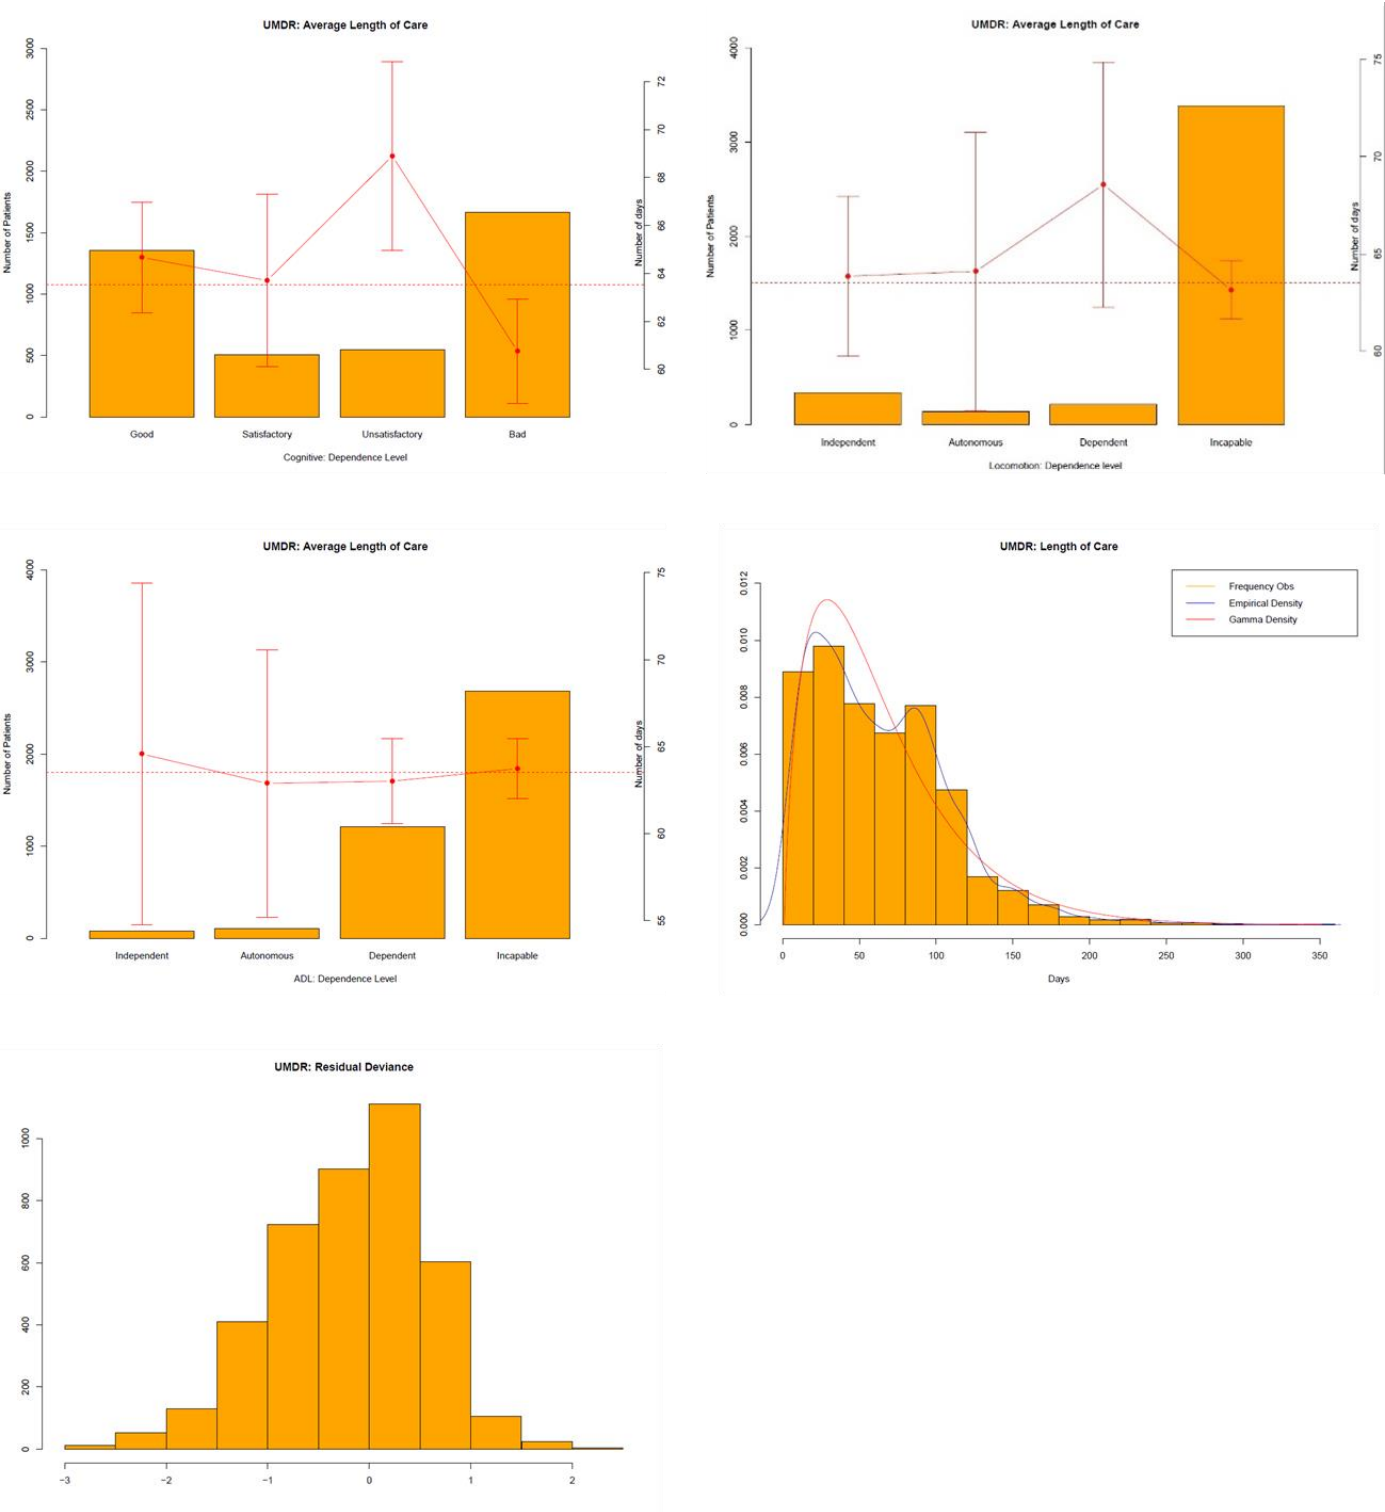 UMDR: Average Length of Care
3000
2500
2000
1500
1000
500
0
Number of Patients
72
70
68
66
64
62
60
Number of days
Good Satisfactory Unsatisfactory Bad
Cognitive: Dependence Level
UMDR: Average Length of Care
4000
3000
2000
1000
0
Number of Patients
75
70
65
60
Number of days
Independent Autonomous Dependent Incapable
Locomotion: Dependence level
UMDR: Average Length of Care
4000
3000
2000
1000
0
Number of Patients
75
70
65
60
55
Number of days
Independent Autonomous Dependent Incapable
ADL: Dependence Level
UMDR: Length of Care
Frequency Obs
Empirical Density
Gamma Density
0.012
0.010
0.008
0.006
0.004
0.002
0.000
0 50 100 150 200 250 300 350
Days
UMDR: Residual Deviance
1000
800
600
400
200
0
−3 −2 −1 0 1 2